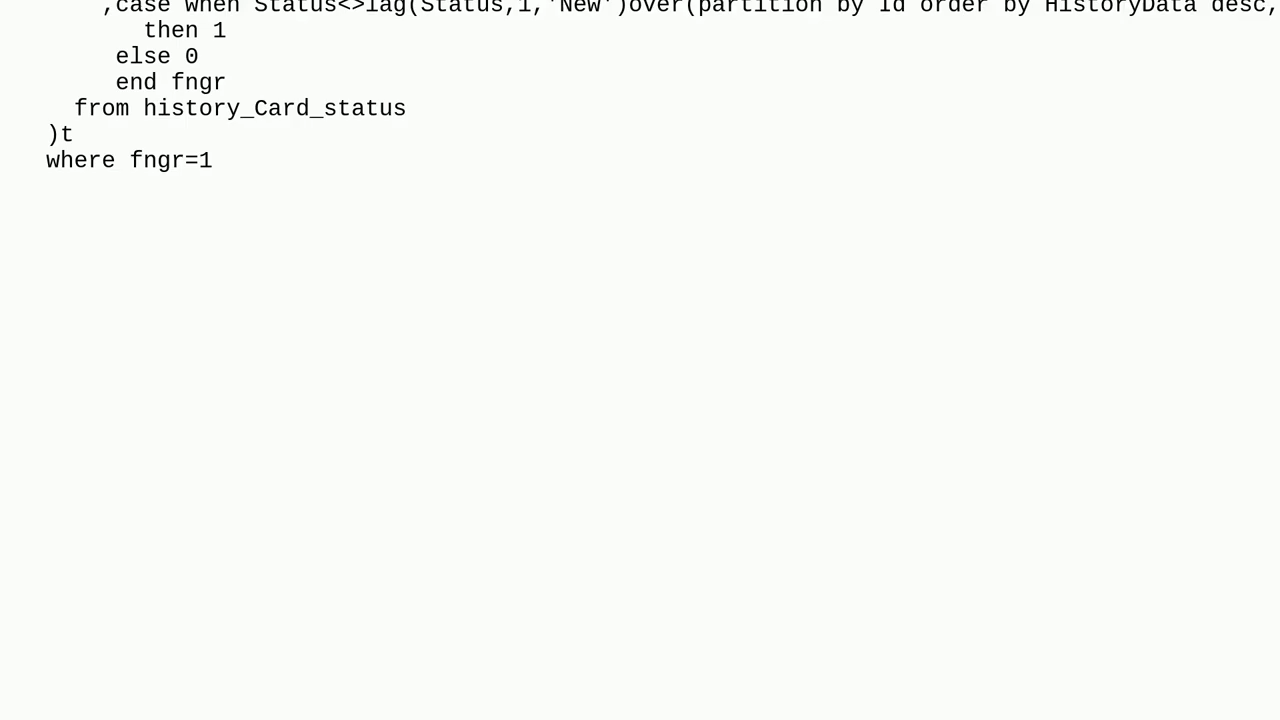 ,case when Status<>lag(Status,1,'New')over(partition by Id order by HistoryData desc,
then 1
else 0
end fngr
from history_Card_status
)t
where fngr=1